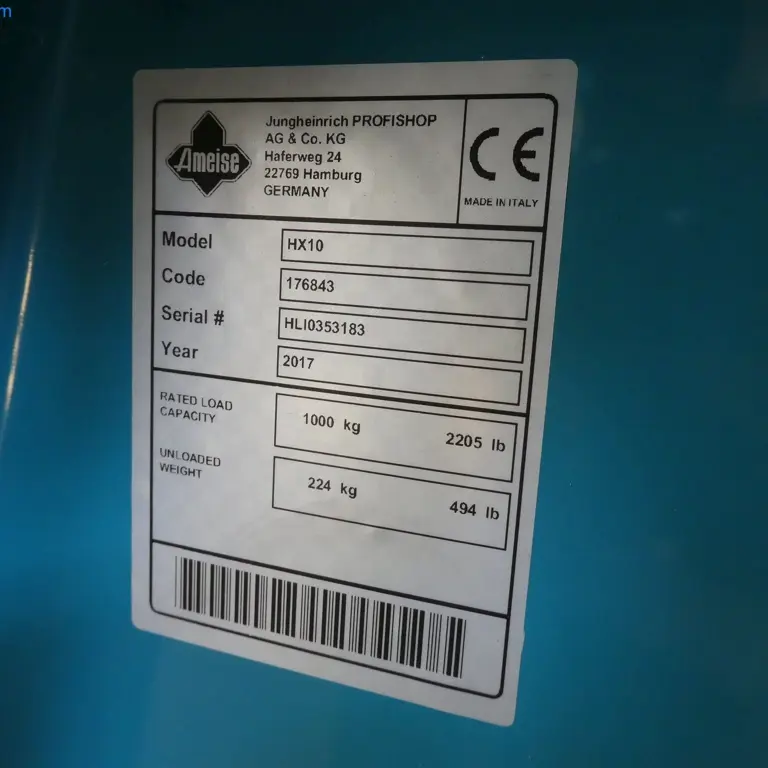 m
Ameise
Jungheinrich PROFISHOP
AG & Co. KG
Haferweg 24
22769 Hamburg
GERMANY
CE
MADE IN ITALY
Model HX10
Code 176843
Serial # HLI0353183
Year 2017
RATED LOAD
CAPACITY
1000 kg 2205 lb
UNLOADED
WEIGHT
224 kg 494 lb